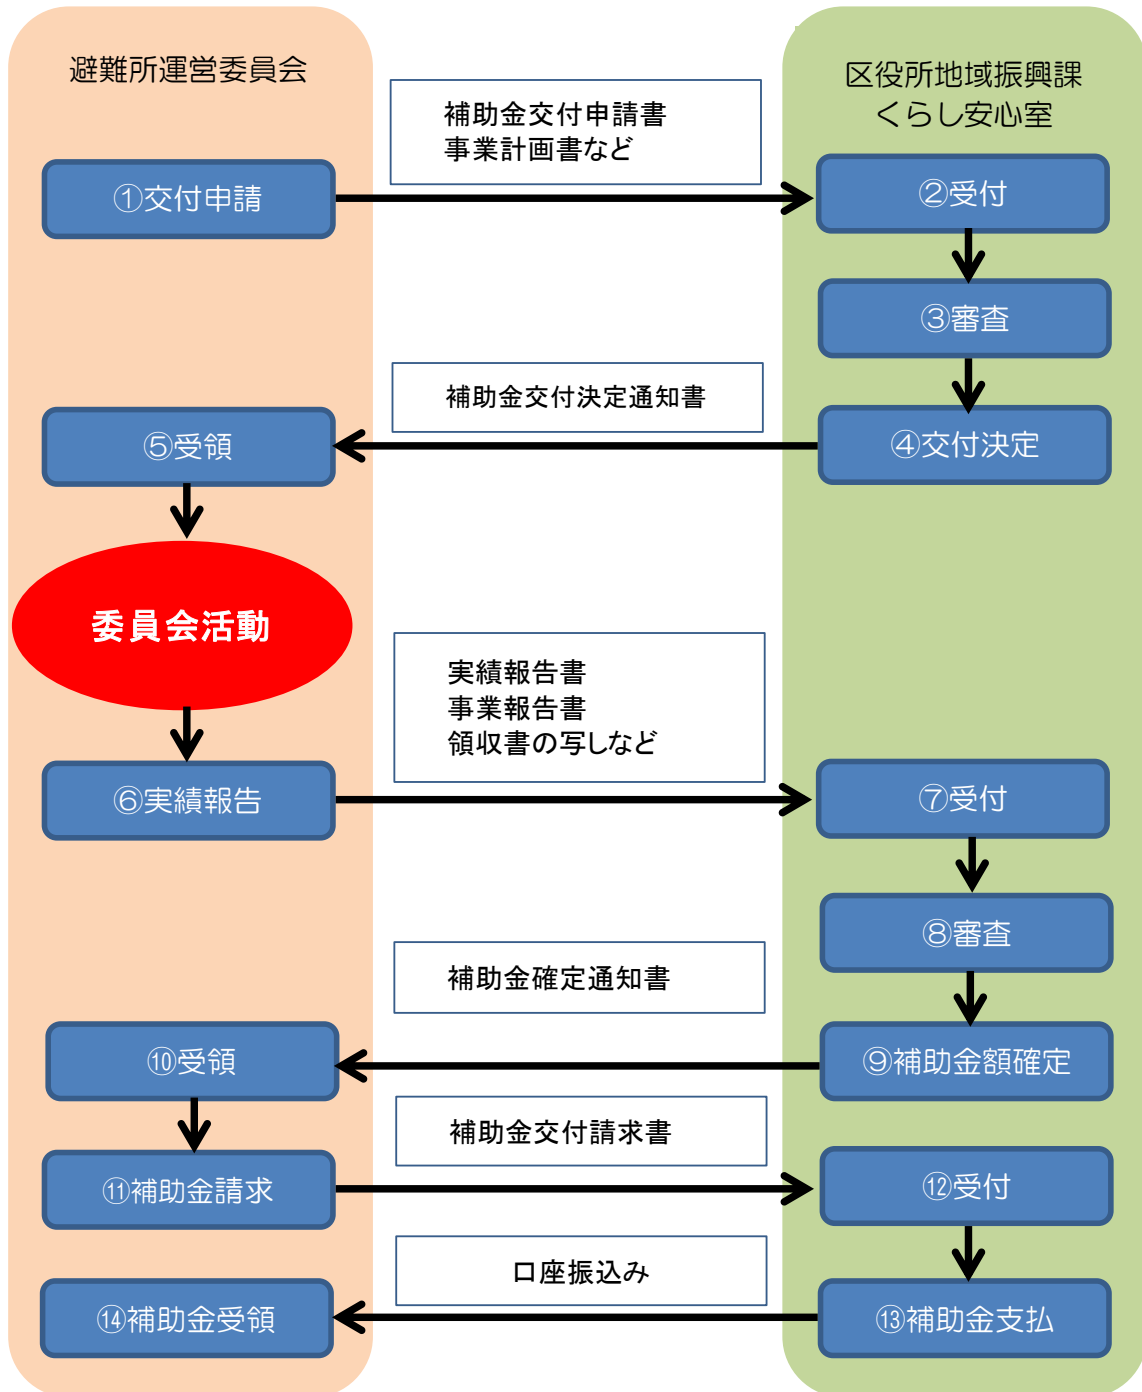 避難所運営委員会
区役所地域振興課
くらし安心室
補助金交付申請書
事業計画書など
①交付申請
②受付
③審査
補助金交付決定通知書
④交付決定
⑤受領
委員会活動
実績報告書
事業報告書
領収書の写しなど
⑥実績報告
⑦受付
⑧審査
補助金確定通知書
⑨補助金額確定
⑩受領
補助金交付請求書
⑪補助金請求
⑫受付
口座振込み
⑬補助金支払
⑭補助金受領